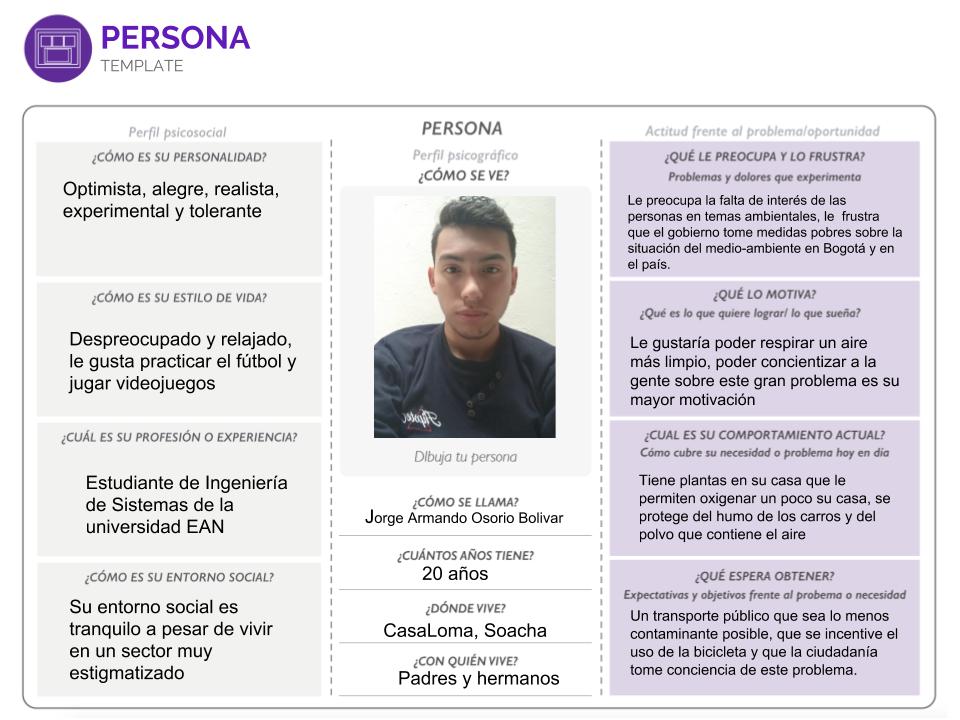 PERSONA
TEMPLATE
Perfil psicosocial
¿CÓMO ES SU PERSONALIDAD?
Optimista, alegre, realista,
experimental y tolerante
¿CÓMO ES SU ESTILO DE VIDA?
Despreocupado y relajado,
le gusta practicar el fútbol y
jugar videojuegos
¿CUÁL ES SU PROFESIÓN O EXPERIENCIA?
Estudiante de Ingeniería
de Sistemas de la
universidad EAN
¿CÓMO ES SU ENTORNO SOCIAL?
Su entorno social es
tranquilo a pesar de vivir
en un sector muy
estigmatizado
PERSONA
Perfil psicográfico
¿CÓMO SE VE?
DIbuja tu persona
¿CÓMO SE LLAMA?
Jorge Armando Osorio Bolivar
¿CUÁNTOS AÑOS TIENE?
20 años
¿DÓNDE VIVE?
CasaLoma, Soacha
¿CON QUIÉN VIVE?
Padres y hermanos
Actitud frente al problema/oportunidad
¿QUÉ LE PREOCUPA Y LO FRUSTRA?
Problemas y dolores que experimenta
Le preocupa la falta de interés de las
personas en temas ambientales, le frustra
que el gobierno tome medidas pobres sobre la
situación del medio-ambiente en Bogotá y en
el país.
¿QUÉ LO MOTIVA?
¿Qué es lo que quiere lograr/ lo que sueña?
Le gustaría poder respirar un aire
más limpio, poder concientizar a la
gente sobre este gran problema es su
mayor motivación
¿CUAL ES SU COMPORTAMIENTO ACTUAL?
Cómo cubre su necesidad o problema hoy en día
Tiene plantas en su casa que le
permiten oxigenar un poco su casa, se
protege del humo de los carros y del
polvo que contiene el aire
¿QUÉ ESPERA OBTENER?
Expectativas y objetivos frente al probema o necesidad
Un transporte público que sea lo menos
contaminante posible, que se incentive el
uso de la bicicleta y que la ciudadanía
tome conciencia de este problema.